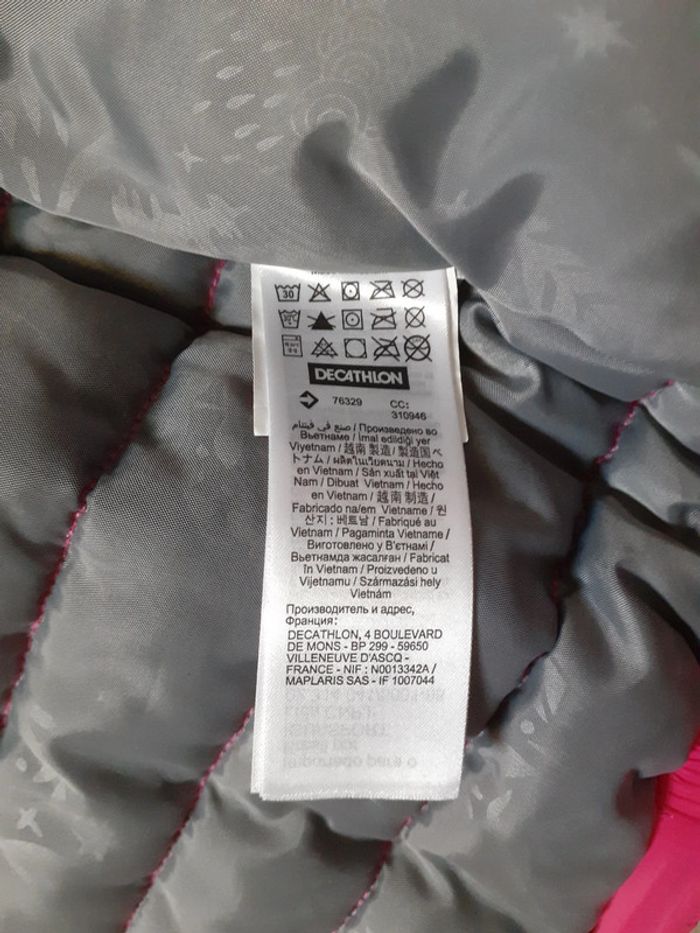 30
30
DECATHLON
76329 CC:
310946
صنع في فيتنام / Произведено во
Вьетнаме / İmal edildiği yer
Viyetnam / 越南 製造 / 製造国 ベ
トナム / ผลิตในเวียดนาม / Hecho
en Vietnam / Sản xuất tại Việt
Nam / Dibuat Vietnam / Hecho
en Vietnam / 越南 制造 /
Fabricado na/em Vietname / 원
산지 : 베트남 / Fabriqué au
Vietnam / Pagaminta Vietname /
Виготовлено у В'єтнамі /
Вьетнамда жасалған / Fabricat
în Vietnam / Proizvedeno u
Vijetnamu / Származási hely
Vietnám
Производитель и адрес,
Франция:
DECATHLON, 4 BOULEVARD
DE MONS - BP 299 - 59650
VILLENEUVE D'ASCQ -
FRANCE - NIF : N0013342A /
MAPLARIS SAS - IF 1007044